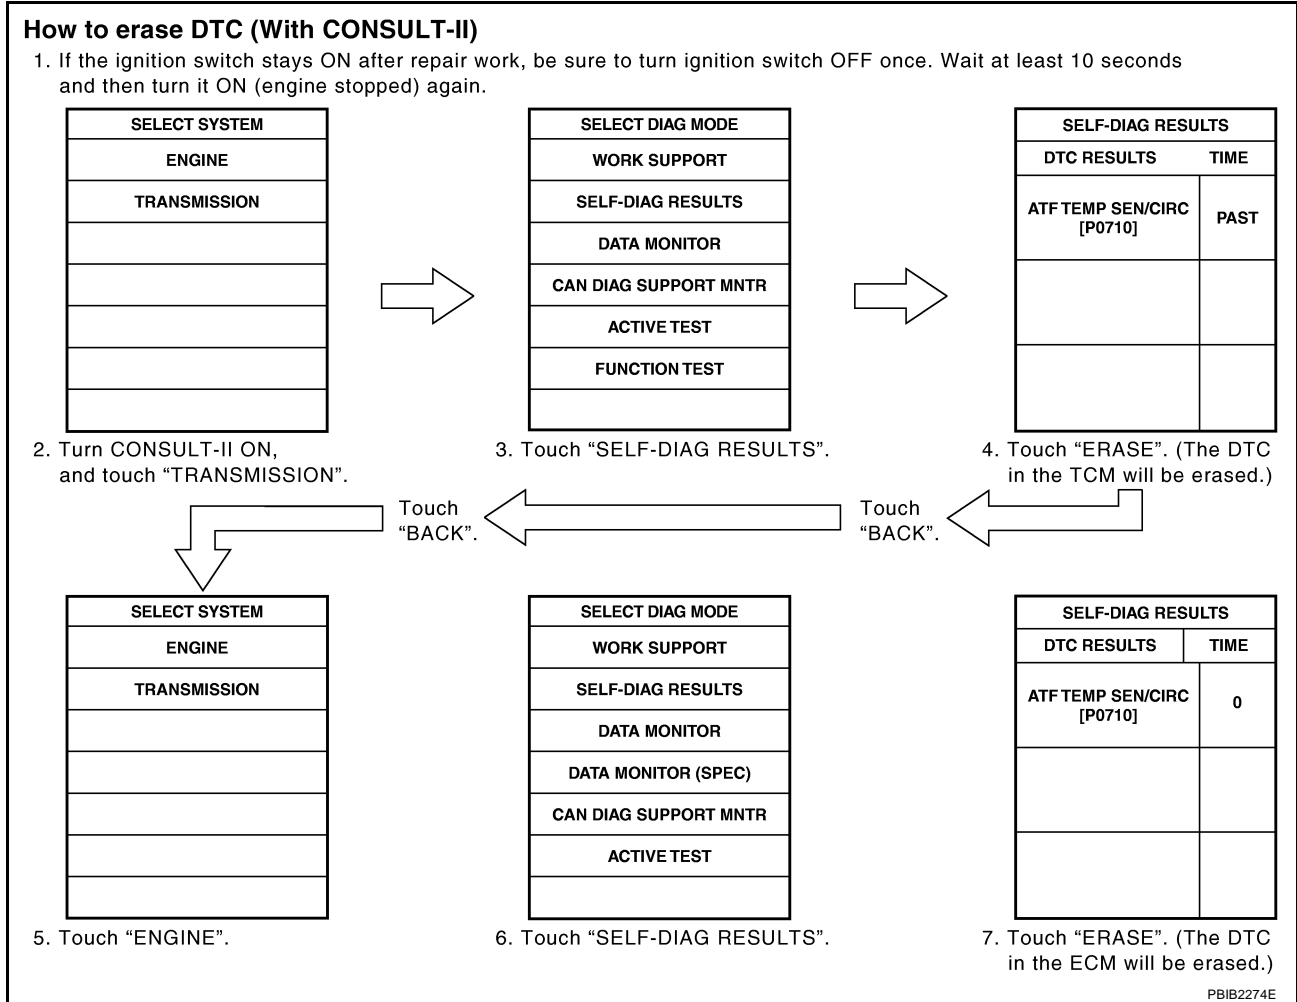 How to erase DTC (With CONSULT-II)
1. If the ignition switch stays ON after repair work, be sure to turn ignition switch OFF once. Wait at least 10 seconds
and then turn it ON (engine stopped) again.
SELECT SYSTEM
ENGINE
TRANSMISSION
2. Turn CONSULT-II ON,
and touch “TRANSMISSION”.
SELECT DIAG MODE
WORK SUPPORT
SELF-DIAG RESULTS
DATA MONITOR
CAN DIAG SUPPORT MNTR
ACTIVE TEST
FUNCTION TEST
3. Touch “SELF-DIAG RESULTS”.
SELF-DIAG RESULTS
DTC RESULTS TIME
ATF TEMP SEN/CIRC
[P0710]
PAST
4. Touch “ERASE”. (The DTC
in the TCM will be erased.)
Touch
“BACK”.
Touch
“BACK”.
SELECT SYSTEM
ENGINE
TRANSMISSION
5. Touch “ENGINE”.
SELECT DIAG MODE
WORK SUPPORT
SELF-DIAG RESULTS
DATA MONITOR
DATA MONITOR (SPEC)
CAN DIAG SUPPORT MNTR
ACTIVE TEST
6. Touch “SELF-DIAG RESULTS”.
SELF-DIAG RESULTS
DTC RESULTS TIME
ATF TEMP SEN/CIRC
[P0710]
0
7. Touch “ERASE”. (The DTC
in the ECM will be erased.)
PBIB2274E